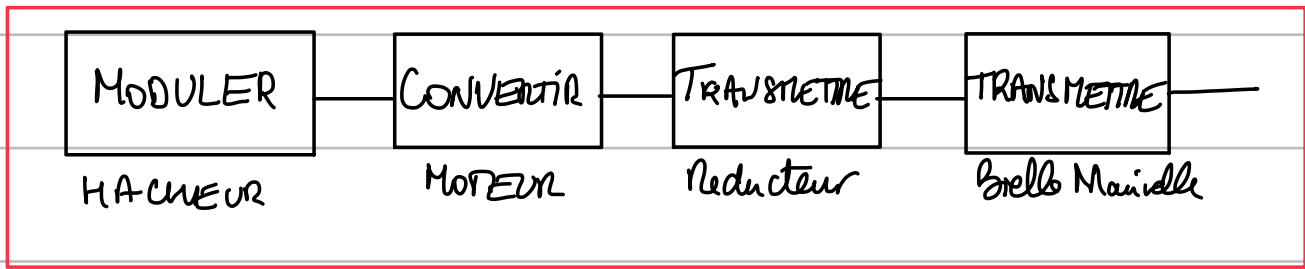 MODULER CONVERTIR TRANSMETTRE TRANSMETTRE
HACHEUR MOTEUR Reducteur Bielle Manivelle